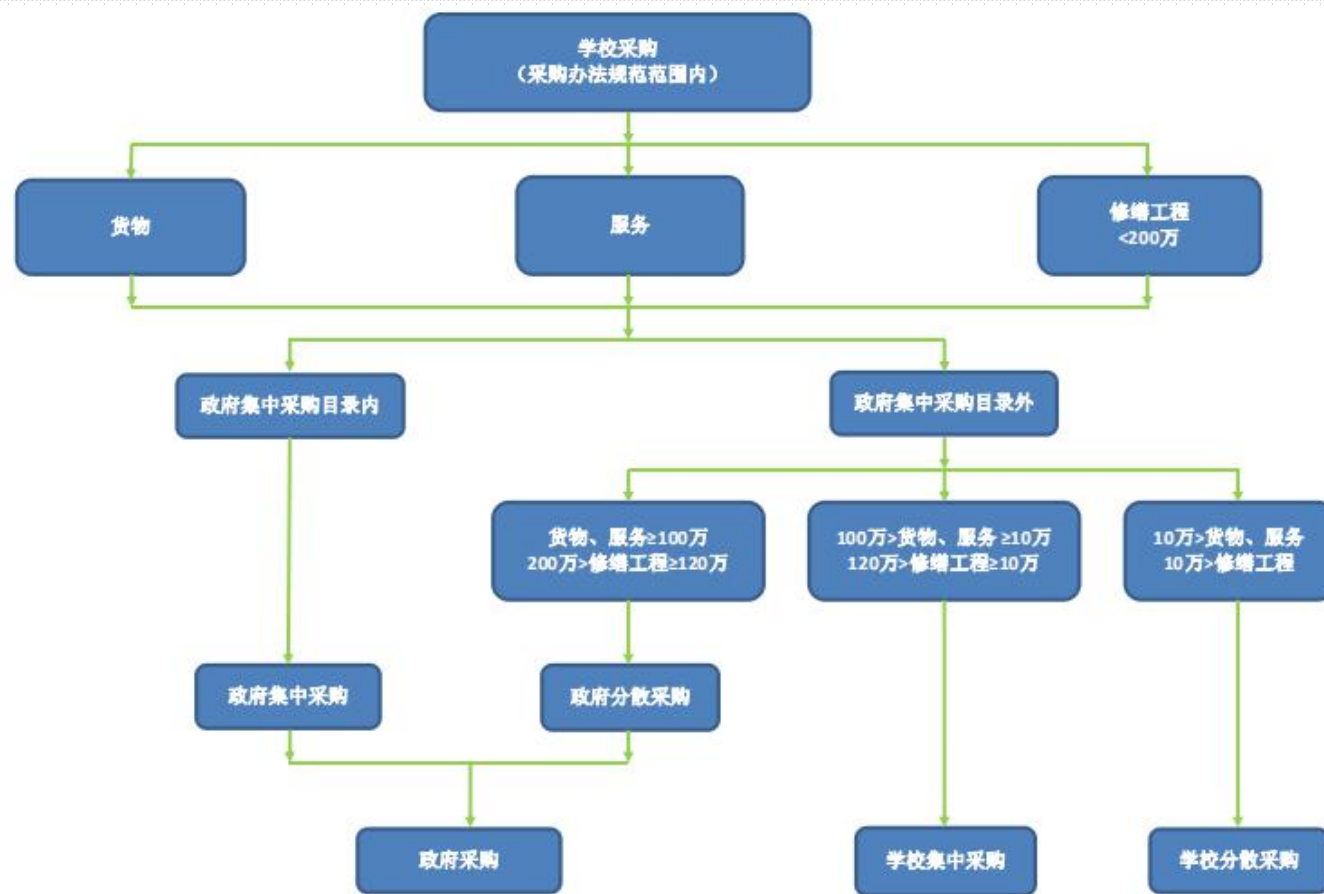 学校采购
（采购办法规范范围内）
货物
服务
修缮工程
<200万
政府集中采购目录内
政府集中采购目录外
货物、服务≥100万
200万>修缮工程≥120万
100万>货物、服务 ≥10万
120万>修缮工程≥10万
10万>货物、服务
10万>修缮工程
政府集中采购
政府分散采购
政府采购
学校集中采购
学校分散采购